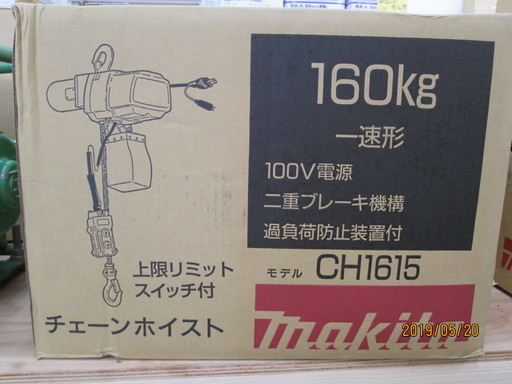 160kg
一速形
100V電源
二重ブレーキ機構
過負荷防止装置付
上限リミット
スイッチ付
モデル CH1615
チェーンホイスト
makita
2019/05/20